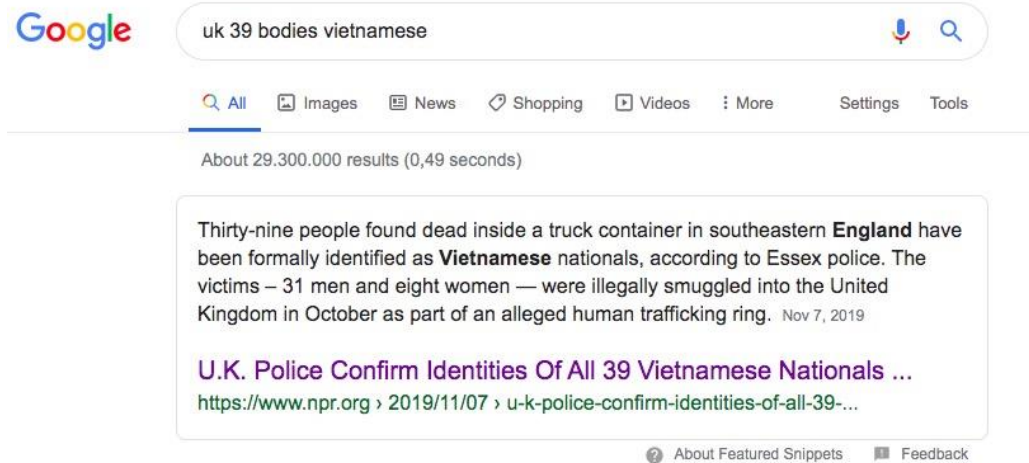 Google uk 39 bodies vietnamese
All Images News Shopping Videos More Settings Tools
About 29.300.000 results (0,49 seconds)
Thirty-nine people found dead inside a truck container in southeastern England have
been formally identified as Vietnamese nationals, according to Essex police. The
victims – 31 men and eight women — were illegally smuggled into the United
Kingdom in October as part of an alleged human trafficking ring. Nov 7, 2019
U.K. Police Confirm Identities Of All 39 Vietnamese Nationals ...
https://www.npr.org › 2019/11/07 › u-k-police-confirm-identities-of-all-39-...
About Featured Snippets Feedback